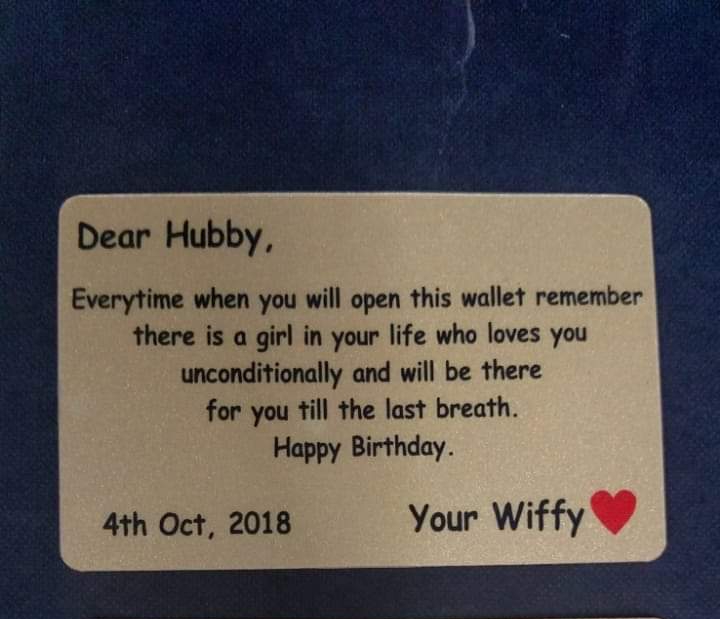 Dear Hubby,
Everytime when you will open this wallet remember
there is a girl in your life who loves you
unconditionally and will be there
for you till the last breath.
Happy Birthday.
4th Oct, 2018
Your Wiffy